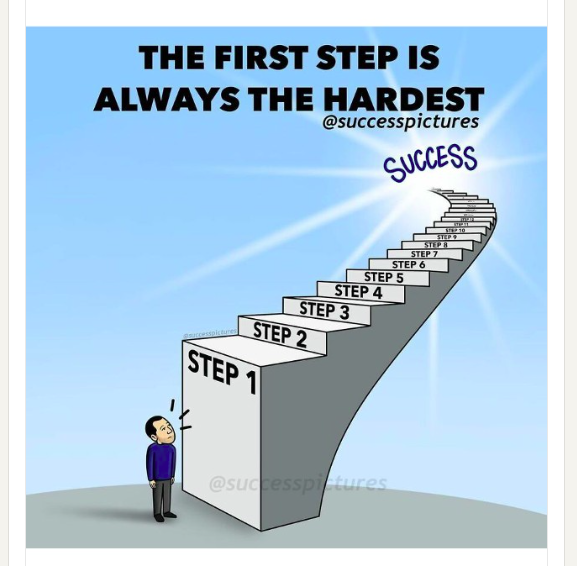 THE FIRST STEP IS
ALWAYS THE HARDEST
@successpictures
SUCCESS
STEP 11
STEP 10
STEP 9
STEP 8
STEP 7
STEP 6
STEP 5
STEP 4
STEP 3
@successpictures
STEP 2
STEP 1
@successpictures